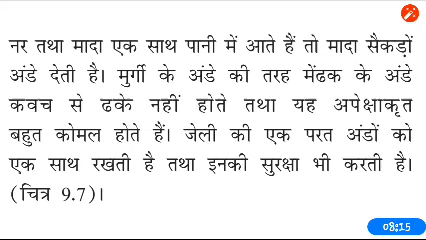 नर तथा मादा एक साथ पानी में आते हैं तो मादा सैकड़ों
अंडे देती है। मुर्गी के अंडे की तरह मेंढक के अंडे
कवच से ढके नहीं होते तथा यह अपेक्षाकृत
बहुत कोमल होते हैं। जेली की एक परत अंडों को
एक साथ रखती है तथा इनकी सुरक्षा भी करती है।
(चित्र 9.7)।
08:15